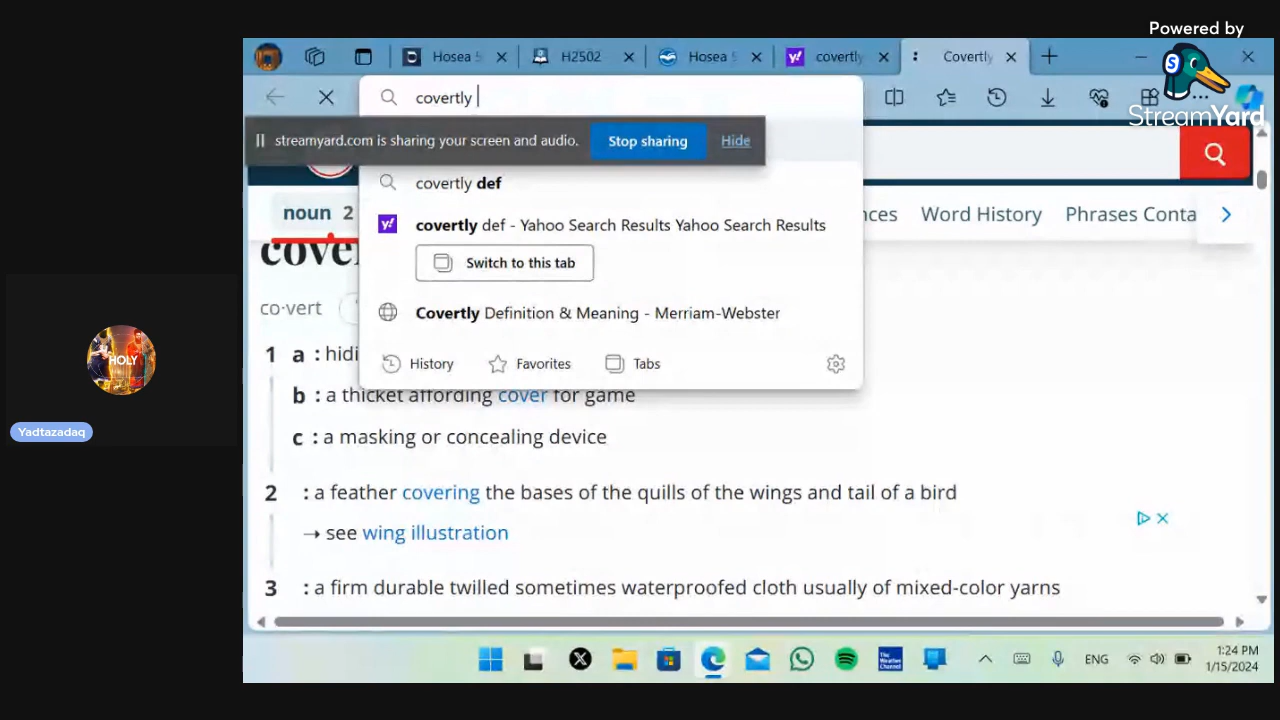 Powered by
StreamYard
Hosea
H2502
Hosea
covertly
Covertly
covertly
streamyard.com is sharing your screen and audio.
Stop sharing
Hide
covertly def
noun 2
covertly def - Yahoo Search Results Yahoo Search Results
Word History
Phrases Conta
Switch to this tab
co·vert
Covertly Definition & Meaning - Merriam-Webster
1 a : hidi
History
Favorites
Tabs
b : a thicket affording cover for game
HOLY
c : a masking or concealing device
Yadtazadaq
2 : a feather covering the bases of the quills of the wings and tail of a bird
→ see wing illustration
3 : a firm durable twilled sometimes waterproofed cloth usually of mixed-color yarns
The Weather Channel
ENG
1:24 PM
1/15/2024